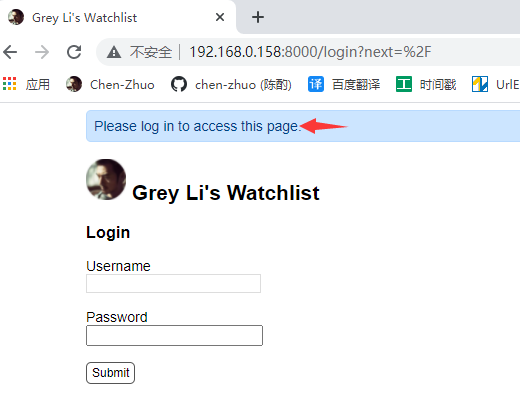 Grey Li's Watchlist
不安全 192.168.0.158:8000/login?next=%2F
应用 Chen-Zhuo chen-zhuo (陈酌) 译 百度翻译 工 时间戳 UrlE
Please log in to access this page.
Grey Li's Watchlist
Login
Username
Password
Submit